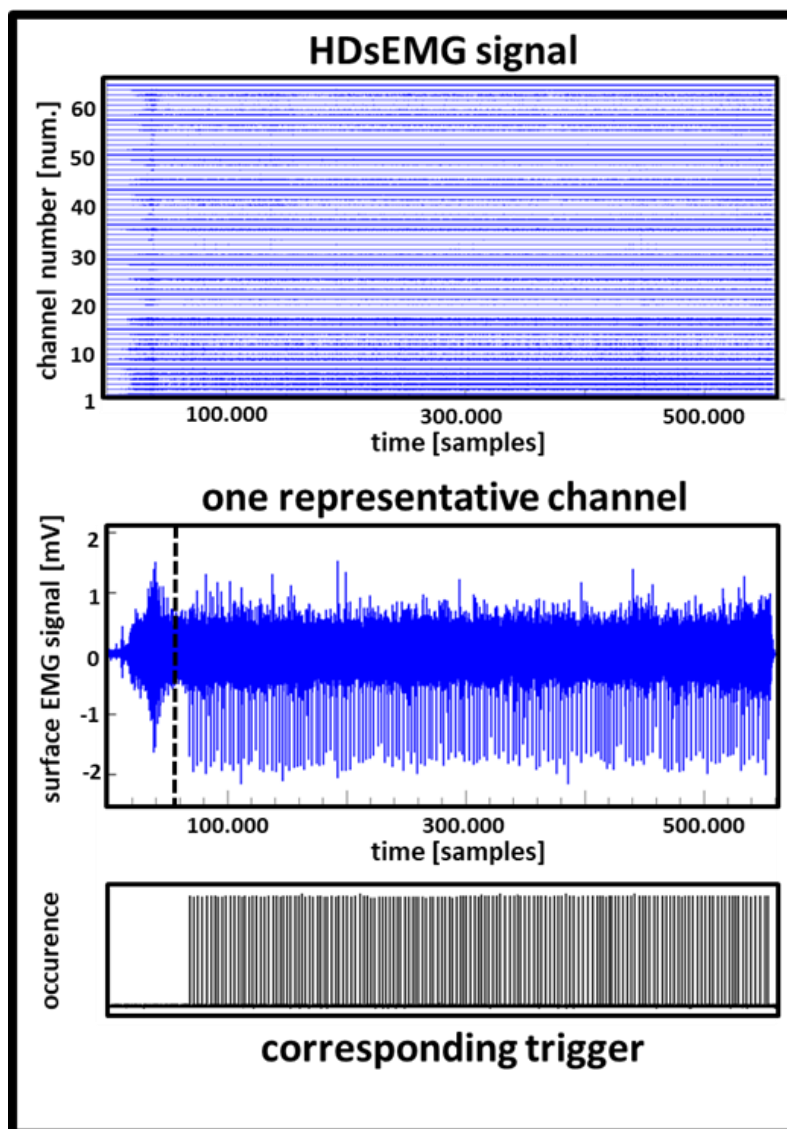 HDsEMG signal
channel number [num.]
60
50
40
30
20
10
1
100.000 300.000 500.000
time [samples]
one representative channel
surface EMG signal [mV]
2
1
0
-1
-2
100.000 300.000 500.000
time [samples]
occurence
corresponding trigger